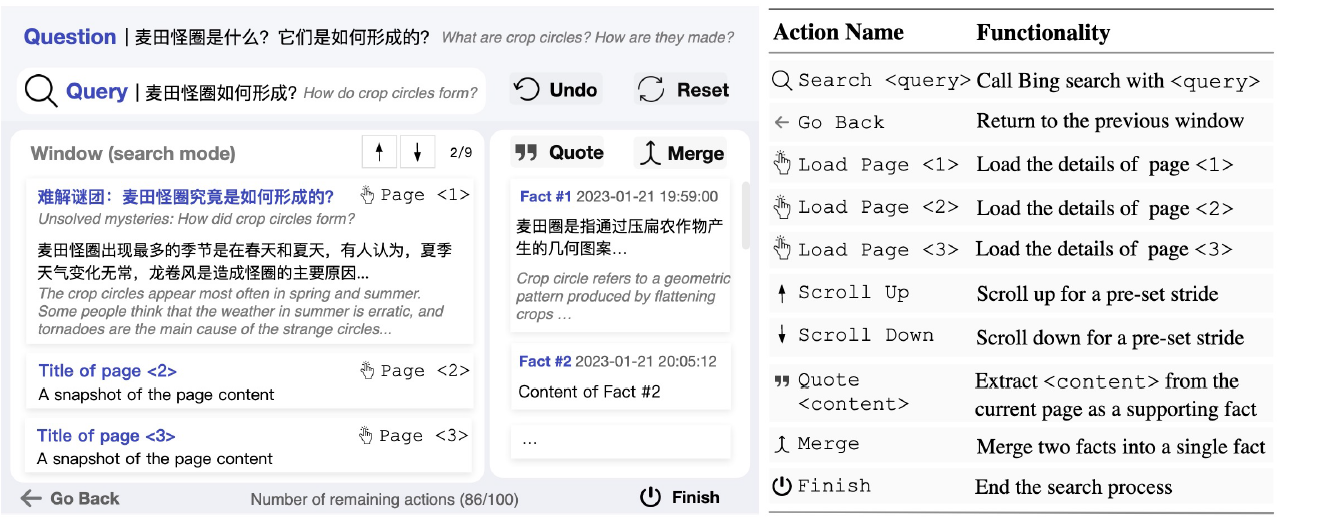 Question | 麦田怪圈是什么？它们是如何形成的？ What are crop circles? How are they made?
Query | 麦田怪圈如何形成? How do crop circles form?
Undo
Reset
Window (search mode)
2/9
难解谜团：麦田怪圈究竟是如何形成的?
Page <1>
Unsolved mysteries: How did crop circles form?
麦田怪圈出现最多的季节是在春天和夏天，有人认为，夏季
天气变化无常，龙卷风是造成怪圈的主要原因...
The crop circles appear most often in spring and summer.
Some people think that the weather in summer is erratic, and
tornadoes are the main cause of the strange circles...
Title of page <2>
Page <2>
A snapshot of the page content
Title of page <3>
Page <3>
A snapshot of the page content
Quote
Merge
Fact #1 2023-01-21 19:59:00
麦田圈是指通过压扁农作物产
生的几何图案...
Crop circle refers to a geometric
pattern produced by flattening
crops ...
Fact #2 2023-01-21 20:05:12
Content of Fact #2
...
Go Back
Number of remaining actions (86/100)
Finish
Action Name Functionality
Search <query> Call Bing search with <query>
Go Back Return to the previous window
Load Page <1> Load the details of page <1>
Load Page <2> Load the details of page <2>
Load Page <3> Load the details of page <3>
Scroll Up Scroll up for a pre-set stride
Scroll Down Scroll down for a pre-set stride
Quote Extract <content> from the
<content> current page as a supporting fact
Merge Merge two facts into a single fact
Finish End the search process